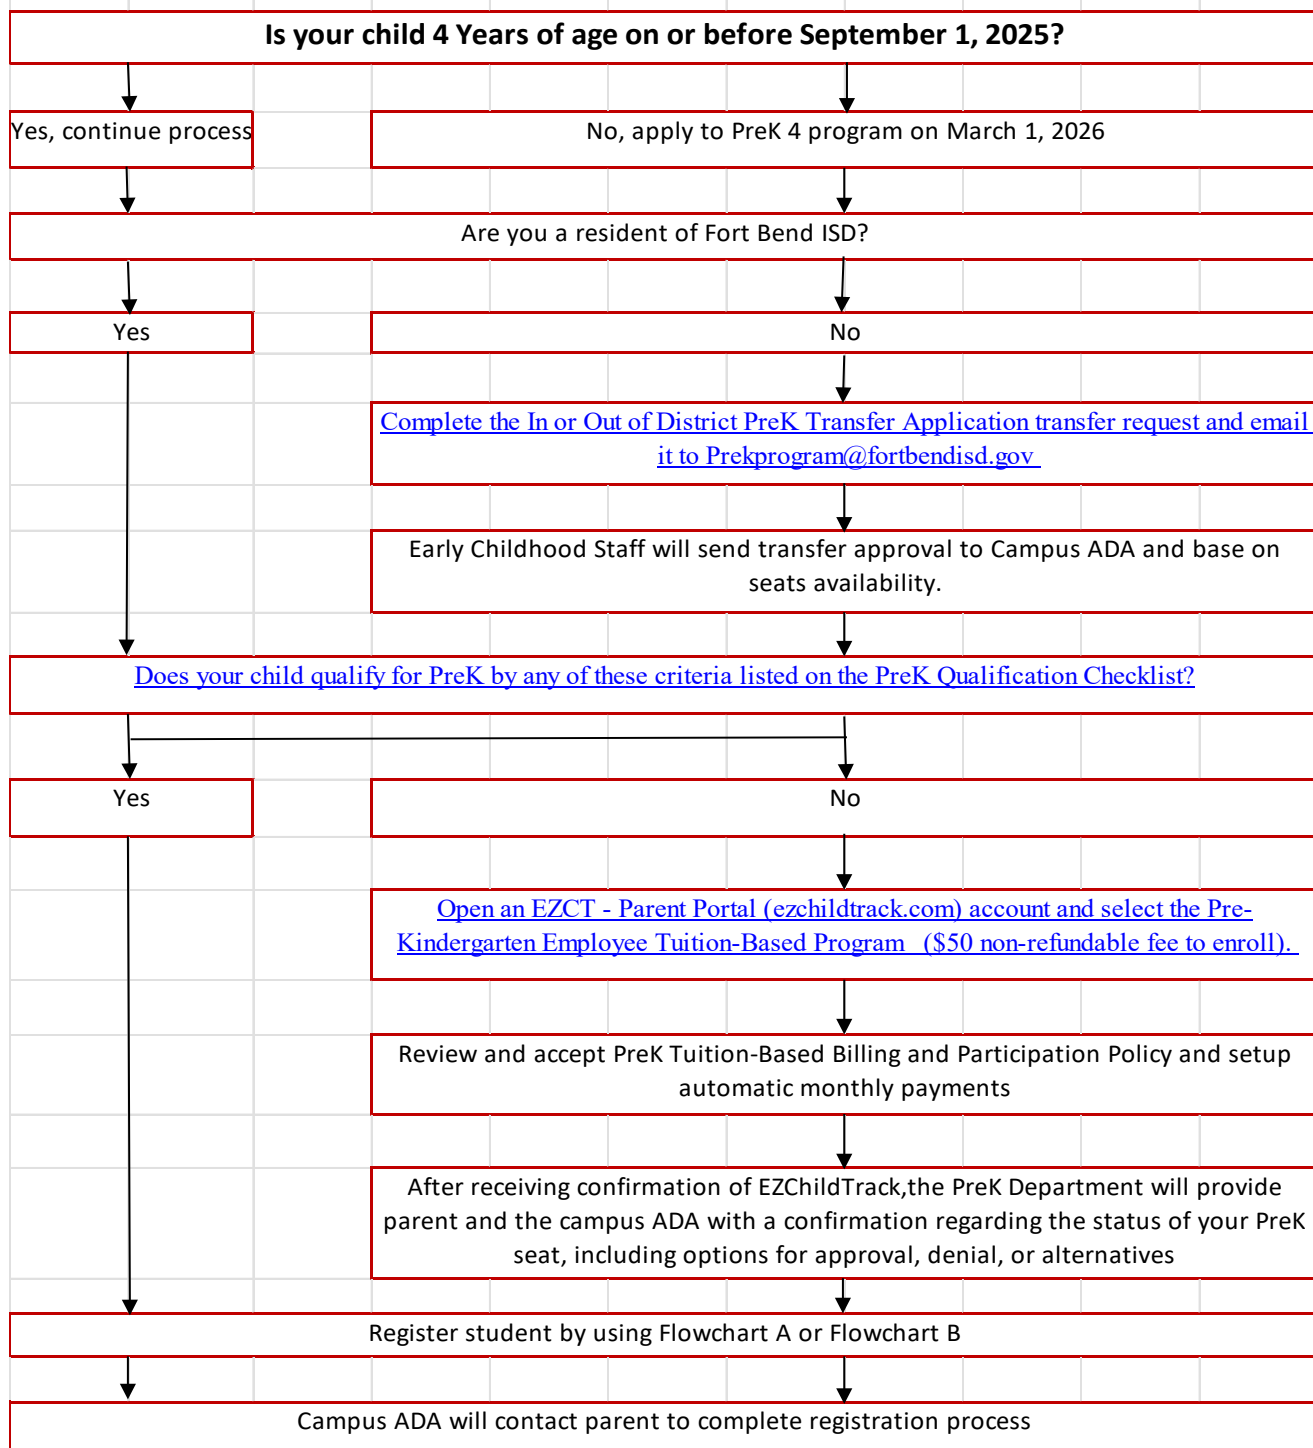 Is your child 4 Years of age on or before September 1, 2025?
Yes, continue process
No, apply to PreK 4 program on March 1, 2026
Are you a resident of Fort Bend ISD?
Yes
No
Complete the In or Out of District PreK Transfer Application transfer request and email
it to Prekprogram@fortbendisd.gov
Early Childhood Staff will send transfer approval to Campus ADA and base on
seats availability.
Does your child qualify for PreK by any of these criteria listed on the PreK Qualification Checklist?
Yes
No
Open an EZCT - Parent Portal (ezchildtrack.com) account and select the Pre-
Kindergarten Employee Tuition-Based Program ($50 non-refundable fee to enroll).
Review and accept PreK Tuition-Based Billing and Participation Policy and setup
automatic monthly payments
After receiving confirmation of EZChildTrack,the PreK Department will provide
parent and the campus ADA with a confirmation regarding the status of your PreK
seat, including options for approval, denial, or alternatives
Register student by using Flowchart A or Flowchart B
Campus ADA will contact parent to complete registration process